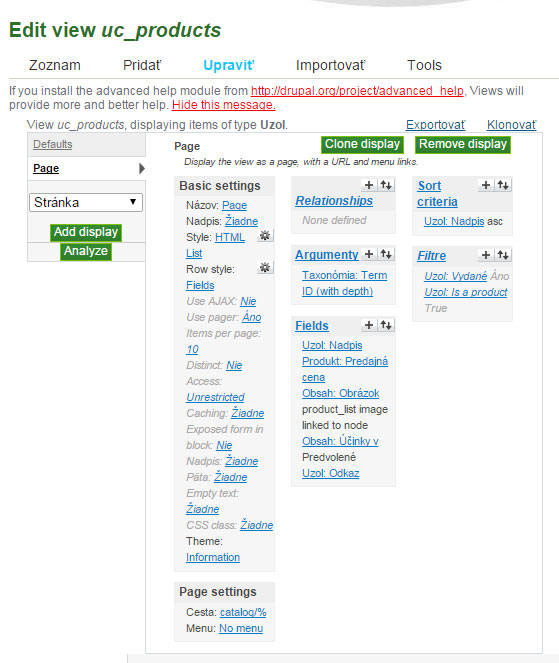 Edit view uc_products
Zoznam Pridať Upraviť Importovať Tools
If you install the advanced help module from http://drupal.org/project/advanced_help, Views will
provide more and better help. Hide this message.
View uc_products, displaying items of type Uzol.
Exportovať Klonovať
Defaults
Page
Stránka
Add display
Analyze
Page
Clone display Remove display
Display the view as a page, with a URL and menu links.
Basic settings
Názov: Page
Nadpis: Žiadne
Style: HTML
List
Row style:
Fields
Use AJAX: Nie
Use pager: Áno
Items per page:
10
Distinct: Nie
Access:
Unrestricted
Caching: Žiadne
Exposed form in
block: Nie
Nadpis: Žiadne
Päta: Žiadne
Empty text:
Žiadne
CSS class: Žiadne
Theme:
Information
Page settings
Cesta: catalog/%
Menu: No menu
Relationships
None defined
Argumenty
Taxonómia: Term
ID (with depth)
Fields
Uzol: Nadpis
Produkt: Predajná
cena
Obsah: Obrázok
product_list image
linked to node
Obsah: Účinky v
Predvolené
Uzol: Odkaz
Sort
criteria
Uzol: Nadpis asc
Filtre
Uzol: Vydané Áno
Uzol: Is a product
True